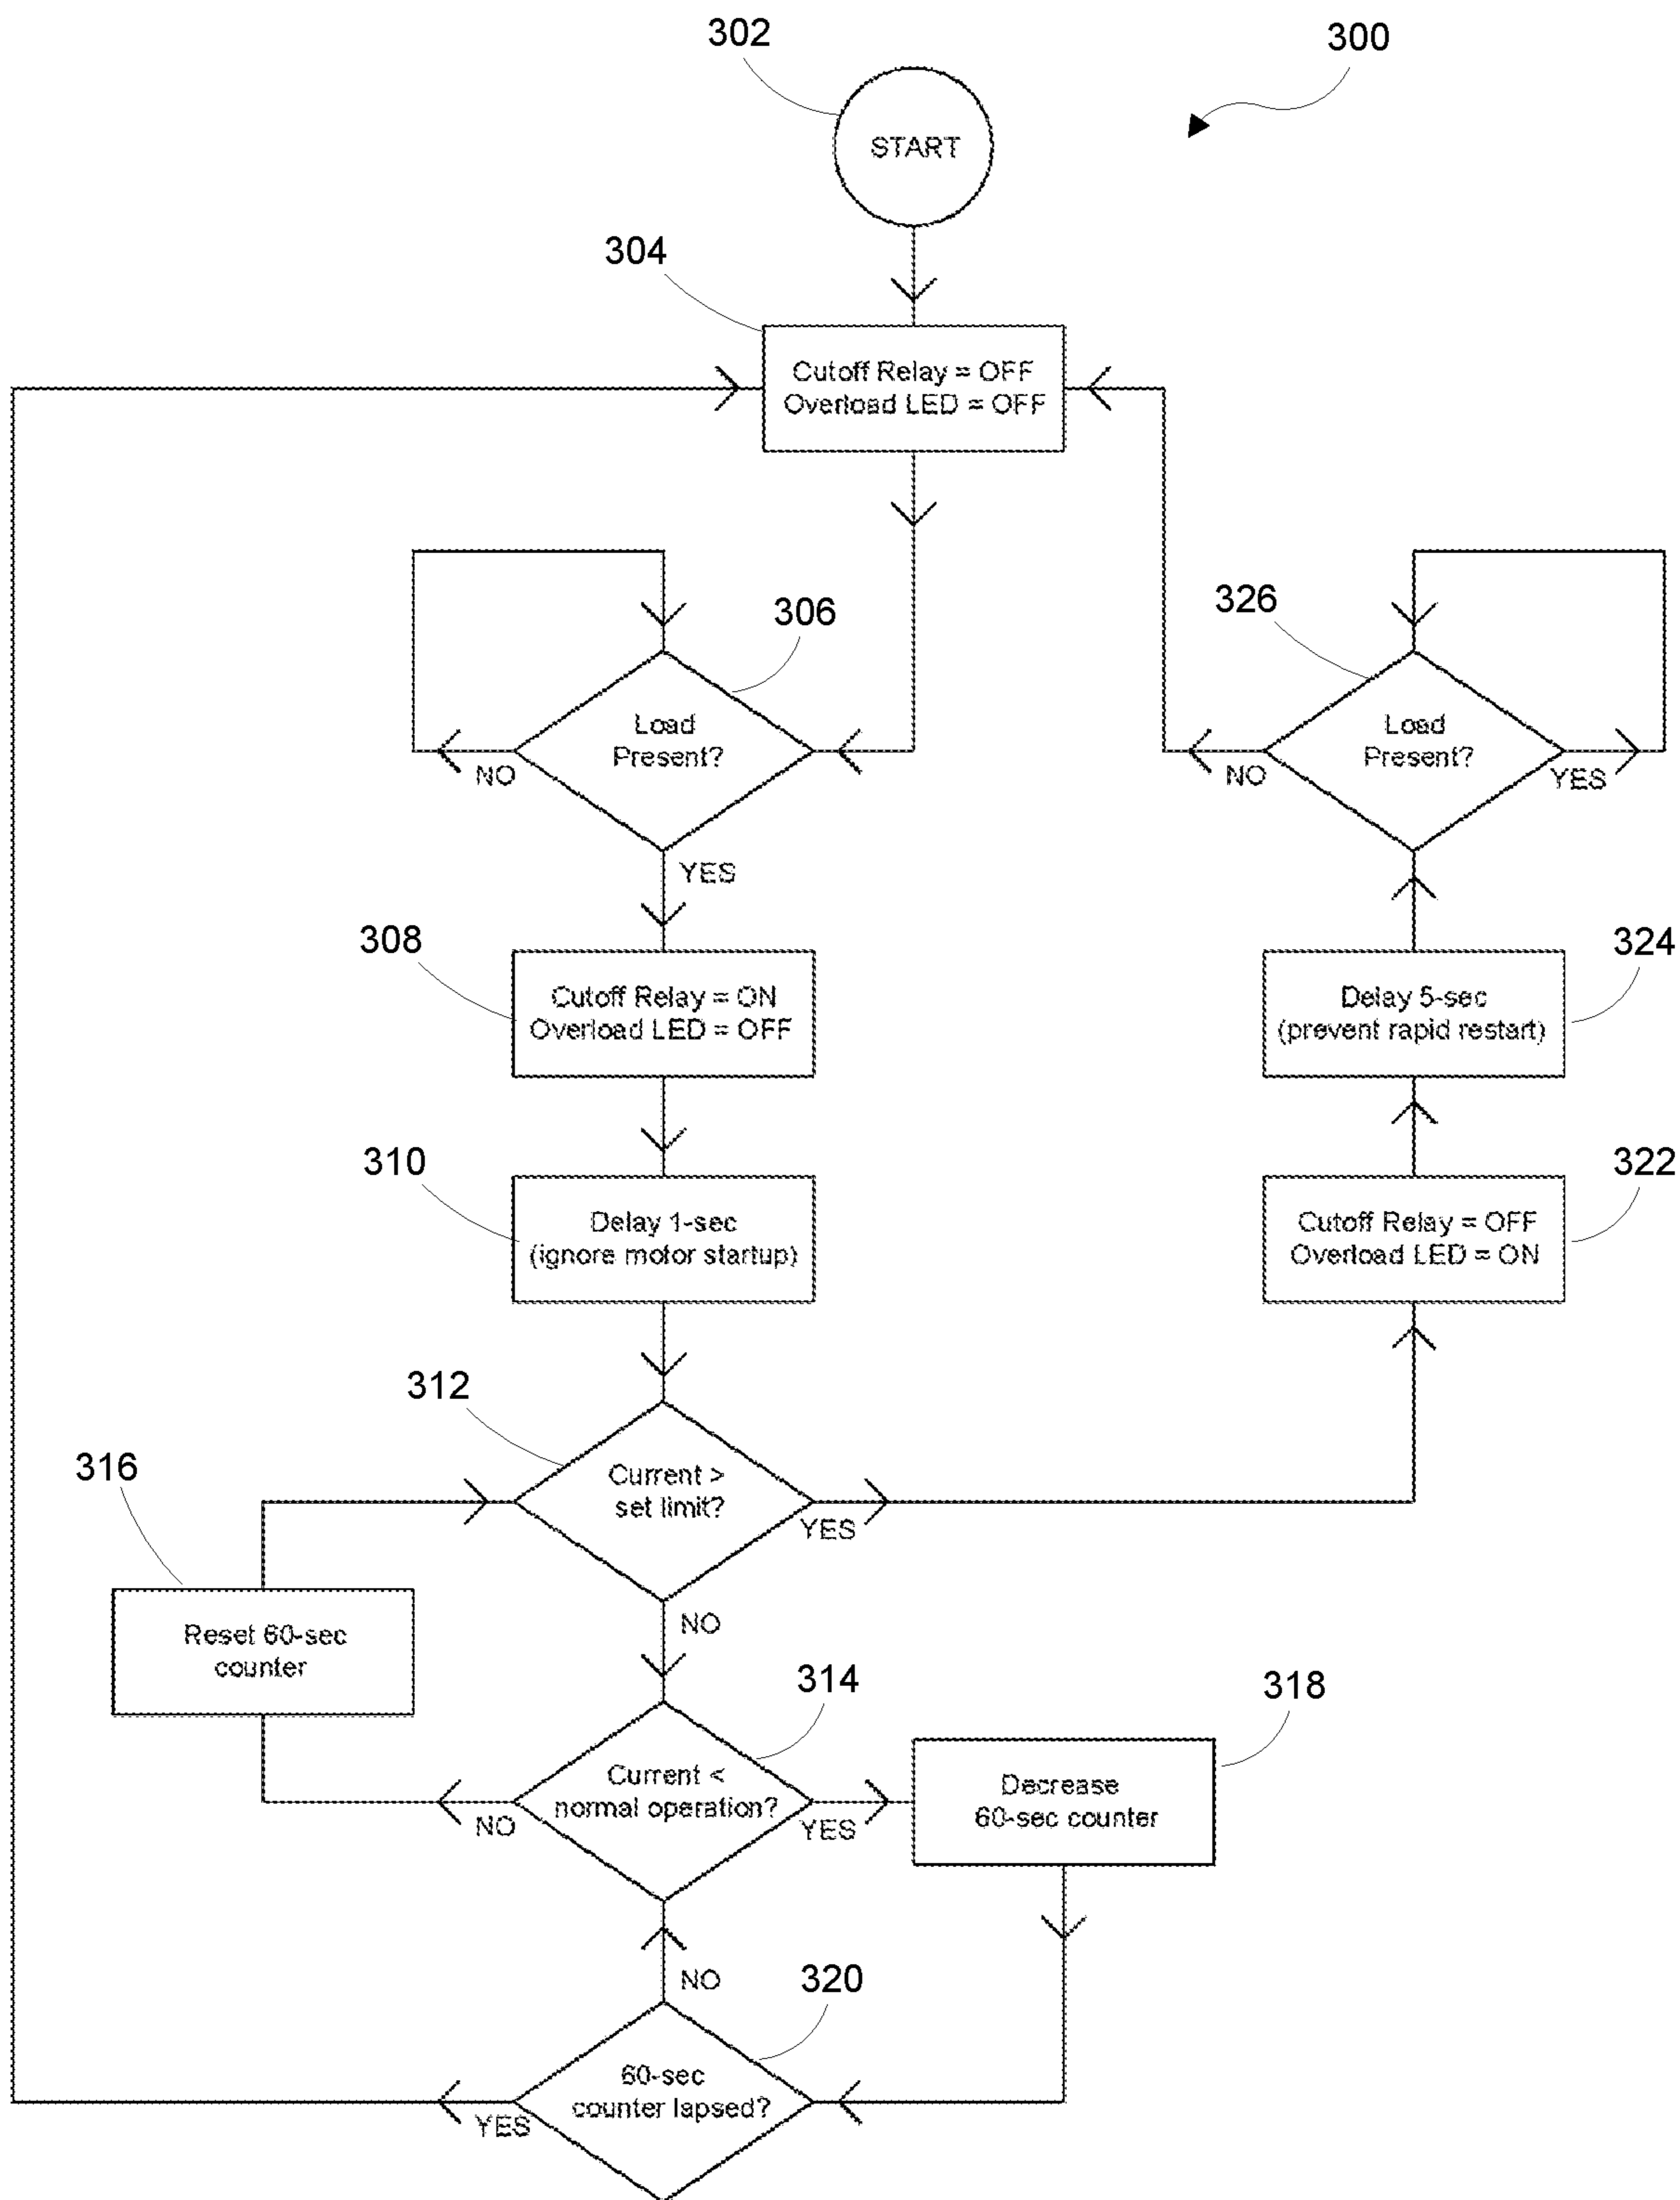 302
300
START
304
Cutoff Relay = OFF
Overload LED = OFF
306
Load
Present?
NO
YES
326
Load
Present?
NO
YES
308
Cutoff Relay = ON
Overload LED = OFF
324
Delay 5-sec
(prevent rapid restart)
310
Delay 1-sec
(ignore motor startup)
322
Cutoff Relay = OFF
Overload LED = ON
312
Current >
set limit?
YES
NO
316
Reset 60-sec
counter
314
Current <
normal operation?
NO
YES
318
Decrease
60-sec counter
NO
320
60-sec
counter lapsed?
YES